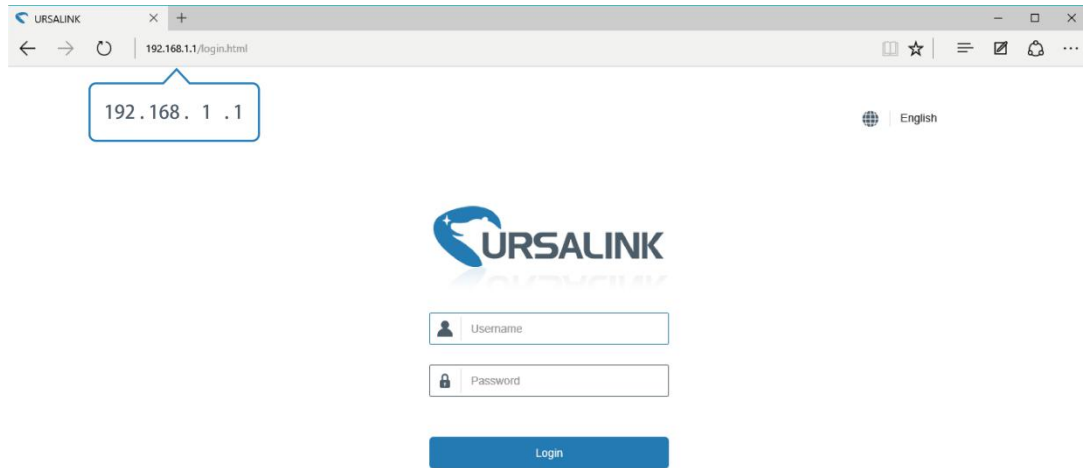 URSALINK
192.168.1.1/login.html
192.168. 1 .1
English
URSALINK
Username
Password
Login